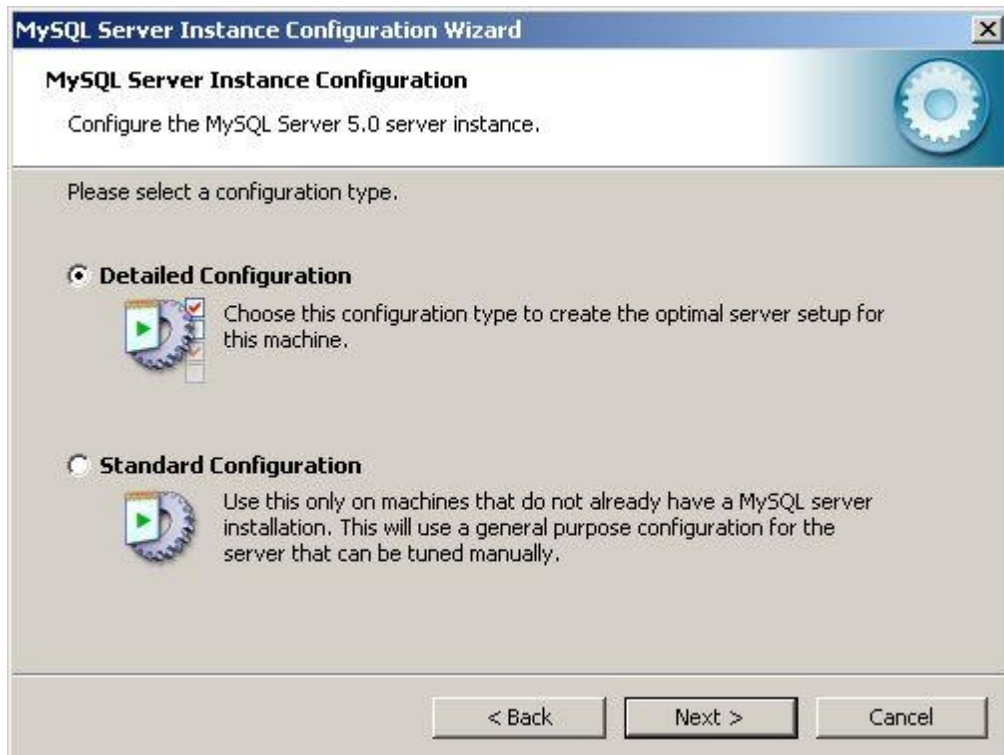 MySQL Server Instance Configuration Wizard
MySQL Server Instance Configuration
Configure the MySQL Server 5.0 server instance.
Please select a configuration type.
Detailed Configuration
Choose this configuration type to create the optimal server setup for
this machine.
Standard Configuration
Use this only on machines that do not already have a MySQL server
installation. This will use a general purpose configuration for the
server that can be tuned manually.
< Back
Next >
Cancel